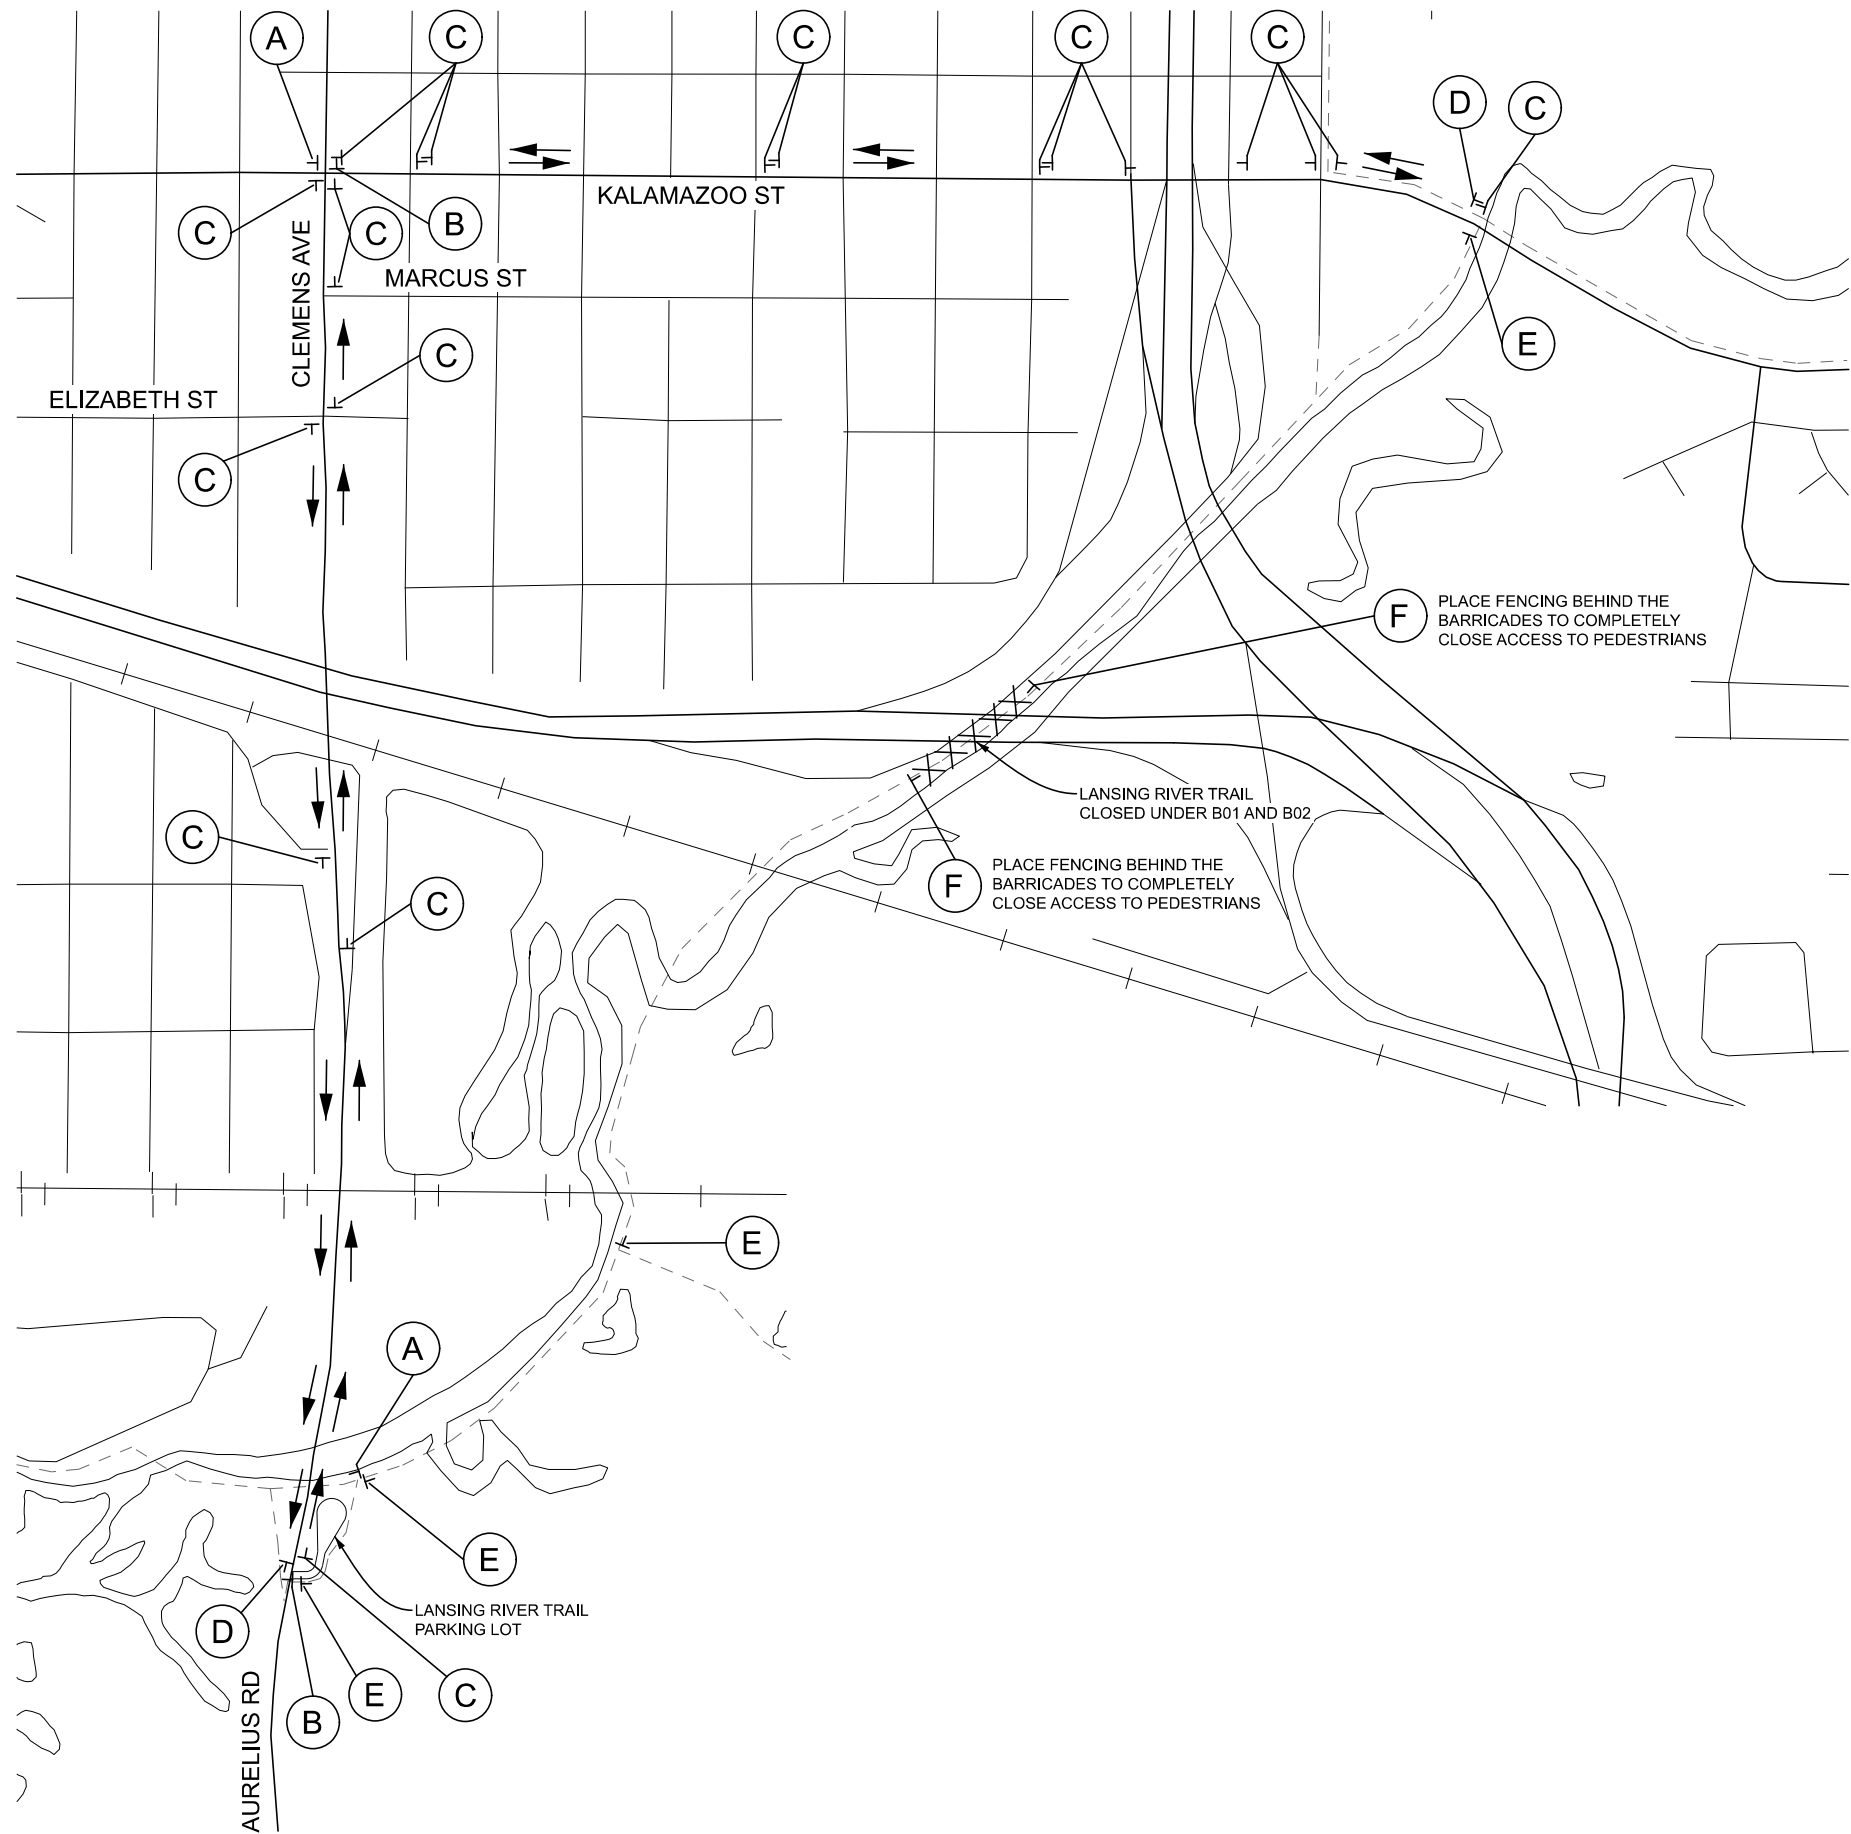 A
C
C
C
C
D
C
KALAMAZOO ST
C
C
B
CLEMENS AVE
MARCUS ST
E
C
ELIZABETH ST
C
F
PLACE FENCING BEHIND THE
BARRICADES TO COMPLETELY
CLOSE ACCESS TO PEDESTRIANS
LANSING RIVER TRAIL
CLOSED UNDER B01 AND B02
C
F
PLACE FENCING BEHIND THE
BARRICADES TO COMPLETELY
CLOSE ACCESS TO PEDESTRIANS
C
E
A
E
LANSING RIVER TRAIL
PARKING LOT
D
E
C
B
AURELIUS RD